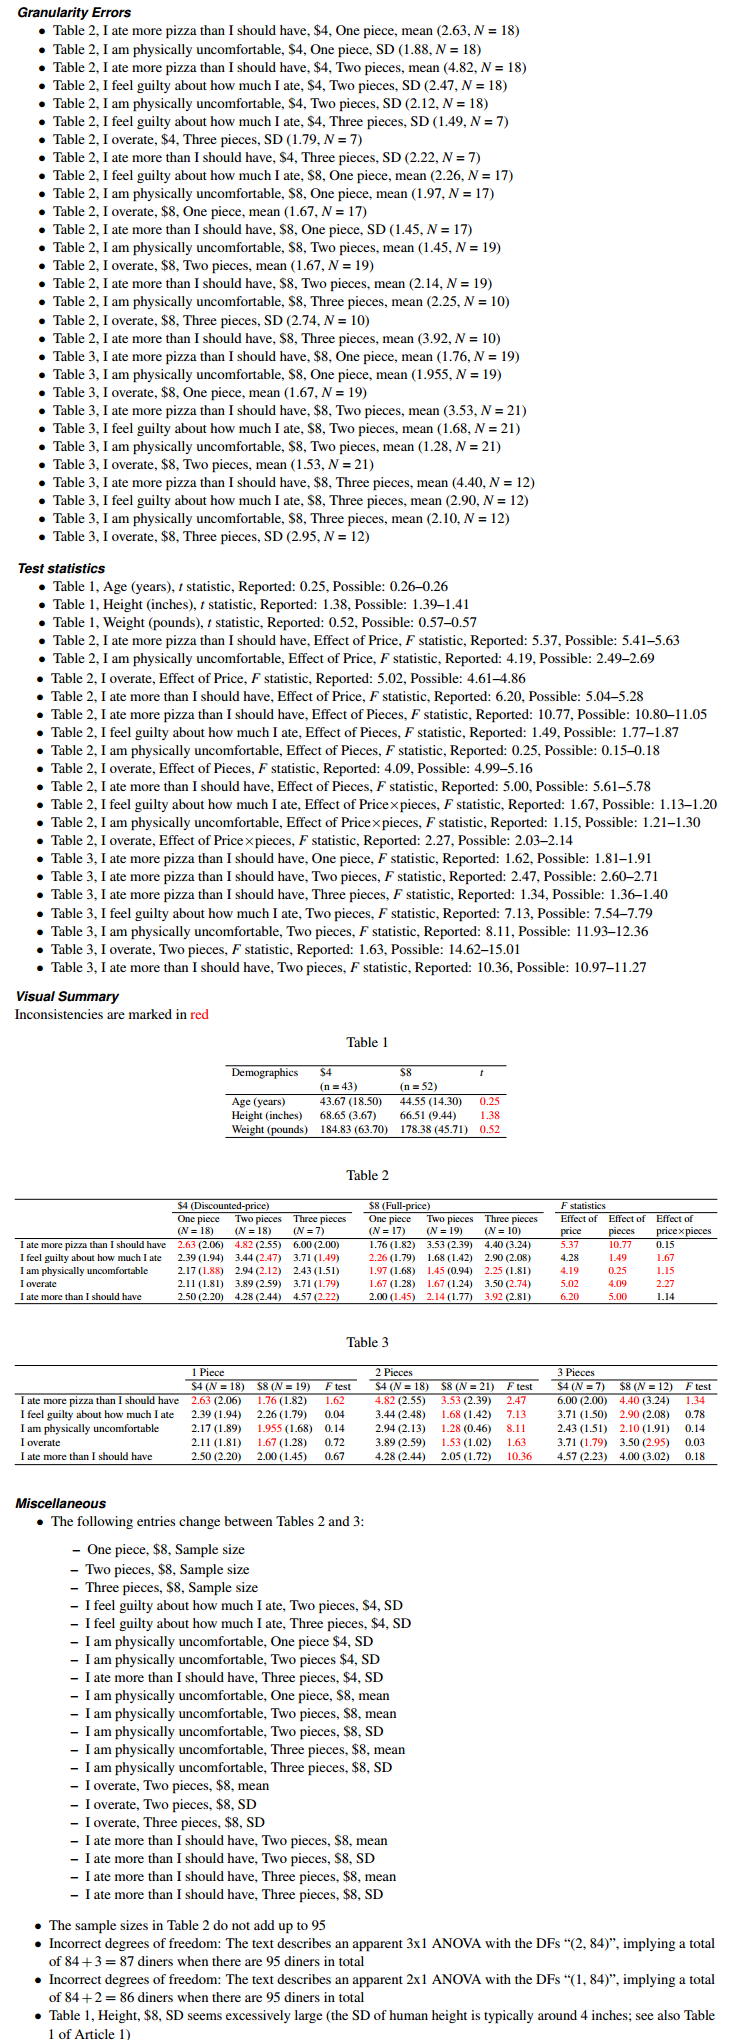 Granularity Errors
• Table 2, I ate more pizza than I should have, $4, One piece, mean (2.63, N = 18)
• Table 2, I am physically uncomfortable, $4, One piece, SD (1.88, N = 18)
• Table 2, I ate more pizza than I should have, $4, Two pieces, mean (4.82, N = 18)
• Table 2, I feel guilty about how much I ate, $4, Two pieces, SD (2.47, N = 18)
• Table 2, I am physically uncomfortable, $4, Two pieces, SD (2.12, N = 18)
• Table 2, I feel guilty about how much I ate, $4, Three pieces, SD (1.49, N = 7)
• Table 2, I overate, $4, Three pieces, SD (1.79, N = 7)
• Table 2, I ate more than I should have, $4, Three pieces, SD (2.22, N = 7)
• Table 2, I feel guilty about how much I ate, $8, One piece, mean (2.26, N = 17)
• Table 2, I am physically uncomfortable, $8, One piece, mean (1.97, N = 17)
• Table 2, I overate, $8, One piece, mean (1.67, N = 17)
• Table 2, I ate more than I should have, $8, One piece, SD (1.45, N = 17)
• Table 2, I am physically uncomfortable, $8, Two pieces, mean (1.45, N = 19)
• Table 2, I overate, $8, Two pieces, mean (1.67, N = 19)
• Table 2, I ate more than I should have, $8, Two pieces, mean (2.14, N = 19)
• Table 2, I am physically uncomfortable, $8, Three pieces, mean (2.25, N = 10)
• Table 2, I overate, $8, Three pieces, SD (2.74, N = 10)
• Table 2, I ate more than I should have, $8, Three pieces, mean (3.92, N = 10)
• Table 3, I ate more pizza than I should have, $8, One piece, mean (1.76, N = 19)
• Table 3, I am physically uncomfortable, $8, One piece, mean (1.955, N = 19)
• Table 3, I overate, $8, One piece, mean (1.67, N = 19)
• Table 3, I ate more pizza than I should have, $8, Two pieces, mean (3.53, N = 21)
• Table 3, I feel guilty about how much I ate, $8, Two pieces, mean (1.68, N = 21)
• Table 3, I am physically uncomfortable, $8, Two pieces, mean (1.28, N = 21)
• Table 3, I overate, $8, Two pieces, mean (1.53, N = 21)
• Table 3, I ate more pizza than I should have, $8, Three pieces, mean (4.40, N = 12)
• Table 3, I feel guilty about how much I ate, $8, Three pieces, mean (2.90, N = 12)
• Table 3, I am physically uncomfortable, $8, Three pieces, mean (2.10, N = 12)
• Table 3, I overate, $8, Three pieces, SD (2.95, N = 12)
Test statistics
• Table 1, Age (years), t statistic, Reported: 0.25, Possible: 0.26–0.26
• Table 1, Height (inches), t statistic, Reported: 1.38, Possible: 1.39–1.41
• Table 1, Weight (pounds), t statistic, Reported: 0.52, Possible: 0.57–0.57
• Table 2, I ate more pizza than I should have, Effect of Price, F statistic, Reported: 5.37, Possible: 5.41–5.63
• Table 2, I am physically uncomfortable, Effect of Price, F statistic, Reported: 4.19, Possible: 2.49–2.69
• Table 2, I overate, Effect of Price, F statistic, Reported: 5.02, Possible: 4.61–4.86
• Table 2, I ate more than I should have, Effect of Price, F statistic, Reported: 6.20, Possible: 5.04–5.28
• Table 2, I ate more pizza than I should have, Effect of Pieces, F statistic, Reported: 10.77, Possible: 10.80–11.05
• Table 2, I feel guilty about how much I ate, Effect of Pieces, F statistic, Reported: 1.49, Possible: 1.77–1.87
• Table 2, I am physically uncomfortable, Effect of Pieces, F statistic, Reported: 0.25, Possible: 0.15–0.18
• Table 2, I overate, Effect of Pieces, F statistic, Reported: 4.09, Possible: 4.99–5.16
• Table 2, I ate more than I should have, Effect of Pieces, F statistic, Reported: 5.00, Possible: 5.61–5.78
• Table 2, I feel guilty about how much I ate, Effect of Price×pieces, F statistic, Reported: 1.67, Possible: 1.13–1.20
• Table 2, I am physically uncomfortable, Effect of Price×pieces, F statistic, Reported: 1.15, Possible: 1.21–1.30
• Table 2, I overate, Effect of Price×pieces, F statistic, Reported: 2.27, Possible: 2.03–2.14
• Table 3, I ate more pizza than I should have, One piece, F statistic, Reported: 1.62, Possible: 1.81–1.91
• Table 3, I ate more pizza than I should have, Two pieces, F statistic, Reported: 2.47, Possible: 2.60–2.71
• Table 3, I ate more pizza than I should have, Three pieces, F statistic, Reported: 1.34, Possible: 1.36–1.40
• Table 3, I feel guilty about how much I ate, Two pieces, F statistic, Reported: 7.13, Possible: 7.54–7.79
• Table 3, I am physically uncomfortable, Two pieces, F statistic, Reported: 8.11, Possible: 11.93–12.36
• Table 3, I overate, Two pieces, F statistic, Reported: 1.63, Possible: 14.62–15.01
• Table 3, I ate more than I should have, Two pieces, F statistic, Reported: 10.36, Possible: 10.97–11.27
Visual Summary
Inconsistencies are marked in red
Table 1
Demographics $4 $8 t
(n = 43) (n = 52)
Age (years) 43.67 (18.50) 44.55 (14.30) 0.25
Height (inches) 68.65 (3.67) 66.51 (9.44) 1.38
Weight (pounds) 184.83 (63.70) 178.38 (45.71) 0.52
Table 2
$4 (Discounted-price) $8 (Full-price) F statistics
One piece Two pieces Three pieces One piece Two pieces Three pieces Effect of Effect of Effect of
(N = 18) (N = 18) (N = 7) (N = 17) (N = 19) (N = 10) price pieces price×pieces
I ate more pizza than I should have 2.63 (2.06) 4.82 (2.55) 6.00 (2.00) 1.76 (1.82) 3.53 (2.39) 4.40 (3.24) 5.37 10.77 0.15
I feel guilty about how much I ate 2.39 (1.94) 3.44 (2.47) 3.71 (1.49) 2.26 (1.79) 1.68 (1.42) 2.90 (2.08) 4.28 1.49 1.67
I am physically uncomfortable 2.17 (1.88) 2.94 (2.12) 2.43 (1.51) 1.97 (1.68) 1.45 (0.94) 2.25 (1.81) 4.19 0.25 1.15
I overate 2.11 (1.81) 3.89 (2.59) 3.71 (1.79) 1.67 (1.28) 1.67 (1.24) 3.50 (2.74) 5.02 4.09 2.27
I ate more than I should have 2.50 (2.20) 4.28 (2.44) 4.57 (2.22) 2.00 (1.45) 2.14 (1.77) 3.92 (2.81) 6.20 5.00 1.14
Table 3
1 Piece 2 Pieces 3 Pieces
$4 (N = 18) $8 (N = 19) F test $4 (N = 18) $8 (N = 21) F test $4 (N = 7) $8 (N = 12) F test
I ate more pizza than I should have 2.63 (2.06) 1.76 (1.82) 1.62 4.82 (2.55) 3.53 (2.39) 2.47 6.00 (2.00) 4.40 (3.24) 1.34
I feel guilty about how much I ate 2.39 (1.94) 2.26 (1.79) 0.04 3.44 (2.48) 1.68 (1.42) 7.13 3.71 (1.50) 2.90 (2.08) 0.78
I am physically uncomfortable 2.17 (1.89) 1.955 (1.68) 0.14 2.94 (2.13) 1.28 (0.46) 8.11 2.43 (1.51) 2.10 (1.91) 0.14
I overate 2.11 (1.81) 1.67 (1.28) 0.72 3.89 (2.59) 1.53 (1.02) 1.63 3.71 (1.79) 3.50 (2.95) 0.03
I ate more than I should have 2.50 (2.20) 2.00 (1.45) 0.67 4.28 (2.44) 2.05 (1.72) 10.36 4.57 (2.23) 4.00 (3.02) 0.18
Miscellaneous
• The following entries change between Tables 2 and 3:
– One piece, $8, Sample size
– Two pieces, $8, Sample size
– Three pieces, $8, Sample size
– I feel guilty about how much I ate, Two pieces, $4, SD
– I feel guilty about how much I ate, Three pieces, $4, SD
– I am physically uncomfortable, One piece $4, SD
– I am physically uncomfortable, Two pieces $4, SD
– I ate more than I should have, Three pieces, $4, SD
– I am physically uncomfortable, One piece, $8, mean
– I am physically uncomfortable, Two pieces, $8, mean
– I am physically uncomfortable, Two pieces, $8, SD
– I am physically uncomfortable, Three pieces, $8, mean
– I am physically uncomfortable, Three pieces, $8, SD
– I overate, Two pieces, $8, mean
– I overate, Two pieces, $8, SD
– I overate, Three pieces, $8, SD
– I ate more than I should have, Two pieces, $8, mean
– I ate more than I should have, Two pieces, $8, SD
– I ate more than I should have, Three pieces, $8, mean
– I ate more than I should have, Three pieces, $8, SD
• The sample sizes in Table 2 do not add up to 95
• Incorrect degrees of freedom: The text describes an apparent 3x1 ANOVA with the DFs “(2, 84)”, implying a total
of 84 + 3 = 87 diners when there are 95 diners in total
• Incorrect degrees of freedom: The text describes an apparent 2x1 ANOVA with the DFs “(1, 84)”, implying a total
of 84 + 2 = 86 diners when there are 95 diners in total
• Table 1, Height, $8, SD seems excessively large (the SD of human height is typically around 4 inches; see also Table
1 of Article 1)